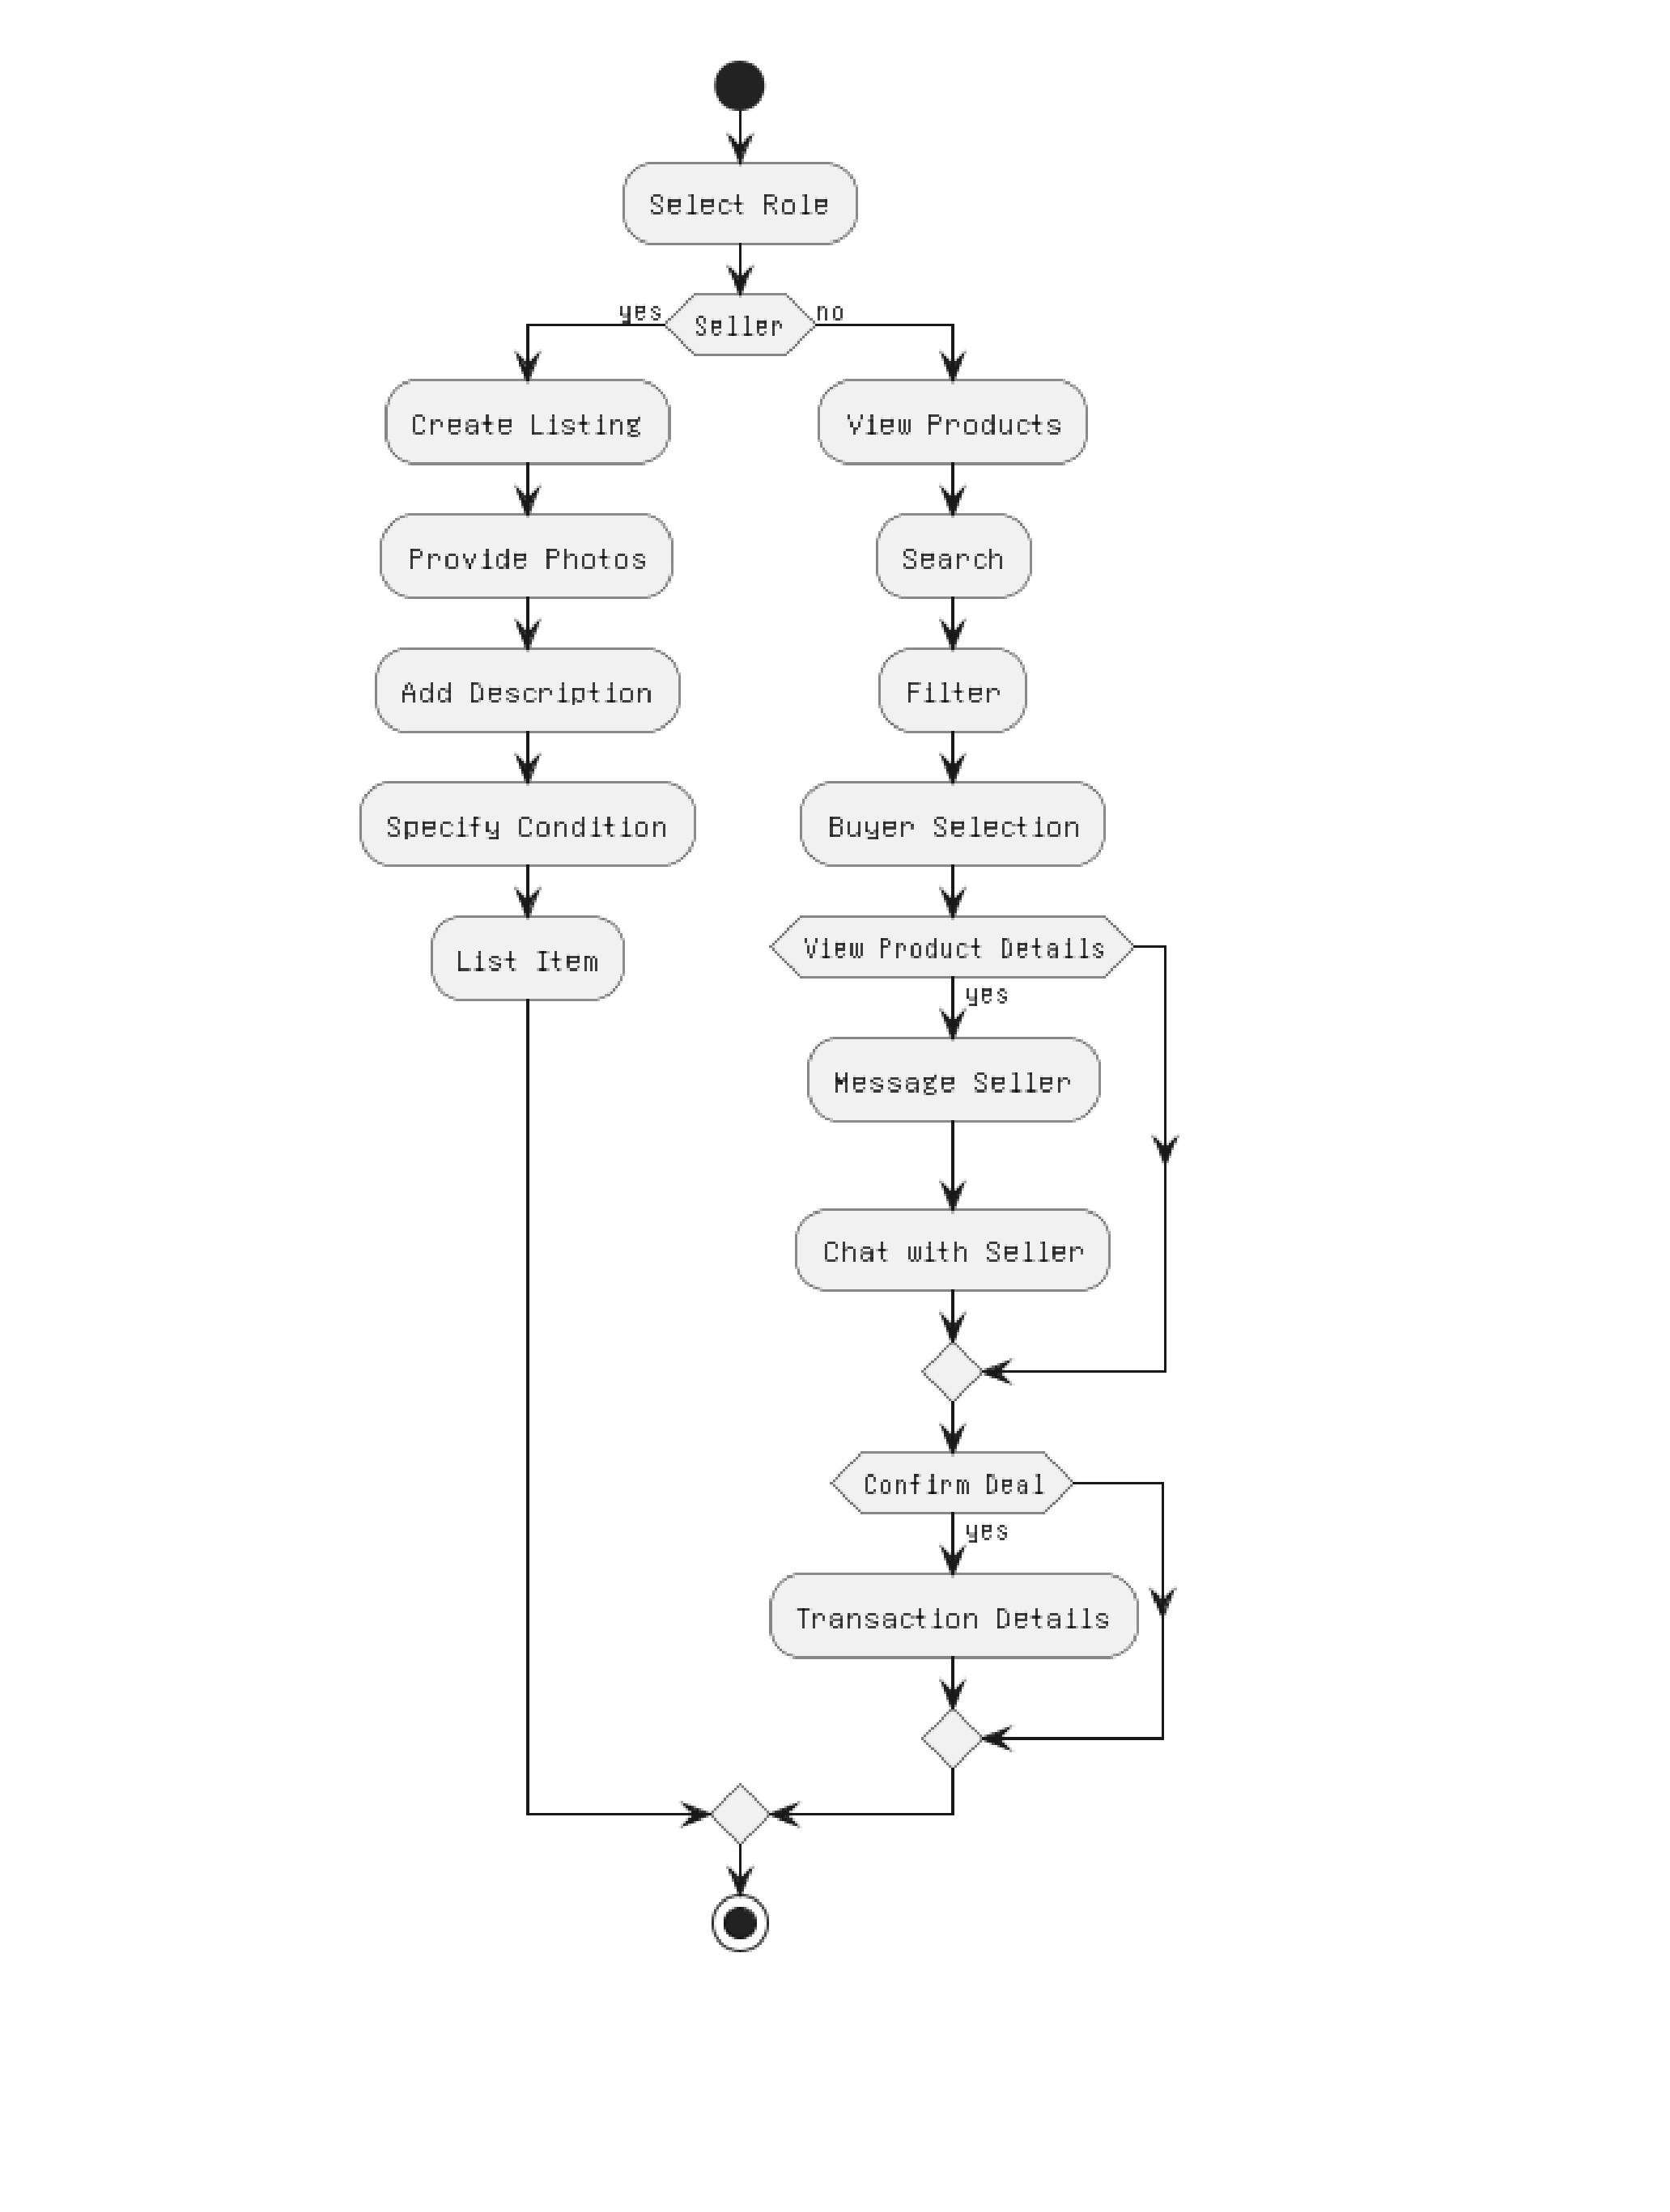 Select Role
yes
Seller
no
Create Listing
View Products
Provide Photos
Search
Add Description
Filter
Specify Condition
Buyer Selection
List Item
View Product Details
yes
Message Seller
Chat with Seller
Confirm Deal
yes
Transaction Details